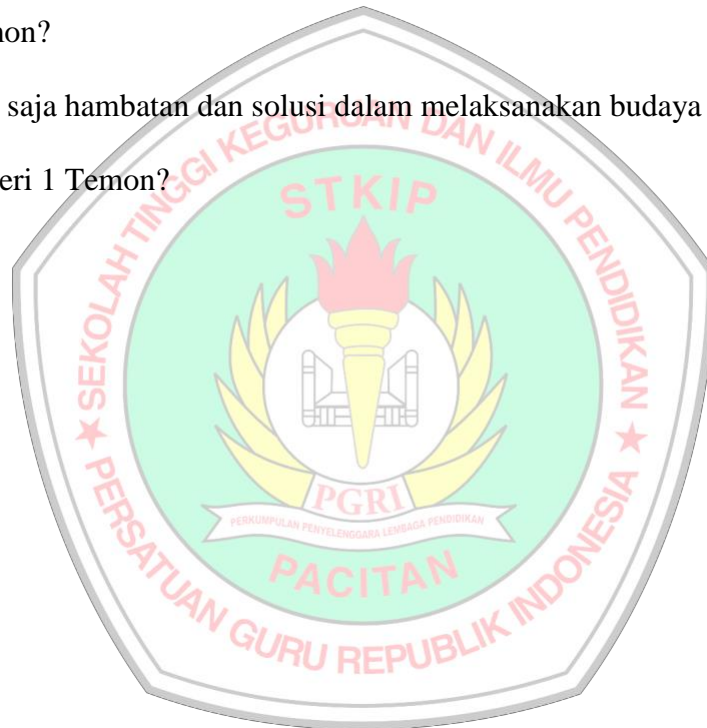 non?
saja hambatan dan solusi dalam melaksanakan budaya
eri 1 Temon?
SEKOLAH TINGGI KEGURUAN DAN ILMU PENDIDIKAN
STKIP
PGRI
PERKUMPULAN PENYELENGGARA LEMBAGA PENDIDIKAN
PACITAN
PERSATUAN GURU REPUBLIK INDONESIA